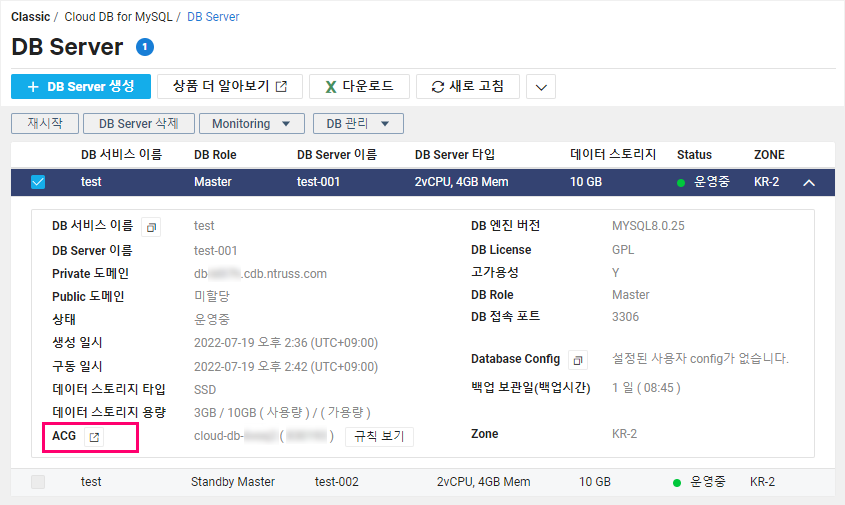 Classic / Cloud DB for MySQL / DB Server
DB Server 1
+ DB Server 생성 상품 더 알아보기 다운로드 새로 고침
재시작 DB Server 삭제 Monitoring DB 관리
DB 서비스 이름 DB Role DB Server 이름 DB Server 타입 데이터 스토리지 Status ZONE
test Master test-001 2vCPU, 4GB Mem 10 GB 운영중 KR-2
DB 서비스 이름 test DB 엔진 버전 MYSQL8.0.25
DB Server 이름 test-001 DB License GPL
Private 도메인 db .cdb.ntruss.com 고가용성 Y
Public 도메인 미할당 DB Role Master
상태 운영중 DB 접속 포트 3306
생성 일시 2022-07-19 오후 2:36 (UTC+09:00)
구동 일시 2022-07-19 오후 2:42 (UTC+09:00) Database Config 설정된 사용자 config가 없습니다.
데이터 스토리지 타입 SSD 백업 보관일(백업시간) 1 일 ( 08:45 )
데이터 스토리지 용량 3GB / 10GB ( 사용량 ) / ( 가용량 )
ACG cloud-db- ( ) 규칙 보기 Zone KR-2
test Standby Master test-002 2vCPU, 4GB Mem 10 GB 운영중 KR-2